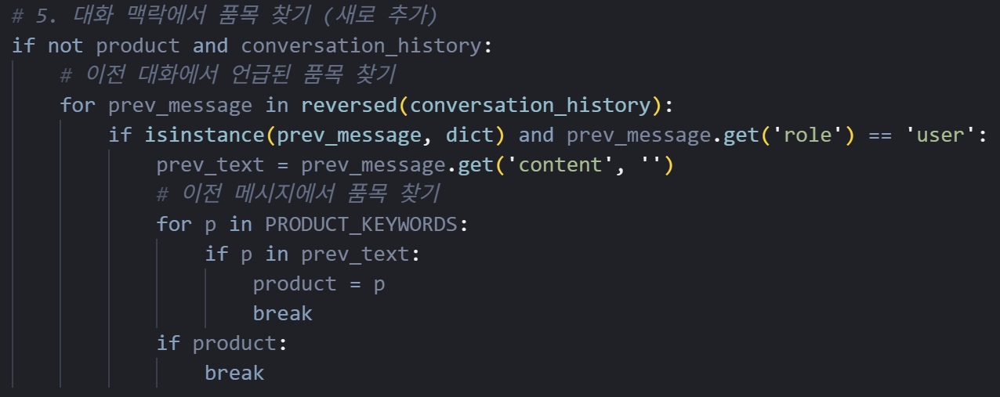 # 5. 대화 맥락에서 품목 찾기 (새로 추가)
if not product and conversation_history:
    # 이전 대화에서 언급된 품목 찾기
    for prev_message in reversed(conversation_history):
        if isinstance(prev_message, dict) and prev_message.get('role') == 'user':
            prev_text = prev_message.get('content', '')
            # 이전 메시지에서 품목 찾기
            for p in PRODUCT_KEYWORDS:
                if p in prev_text:
                    product = p
                    break
            if product:
                break